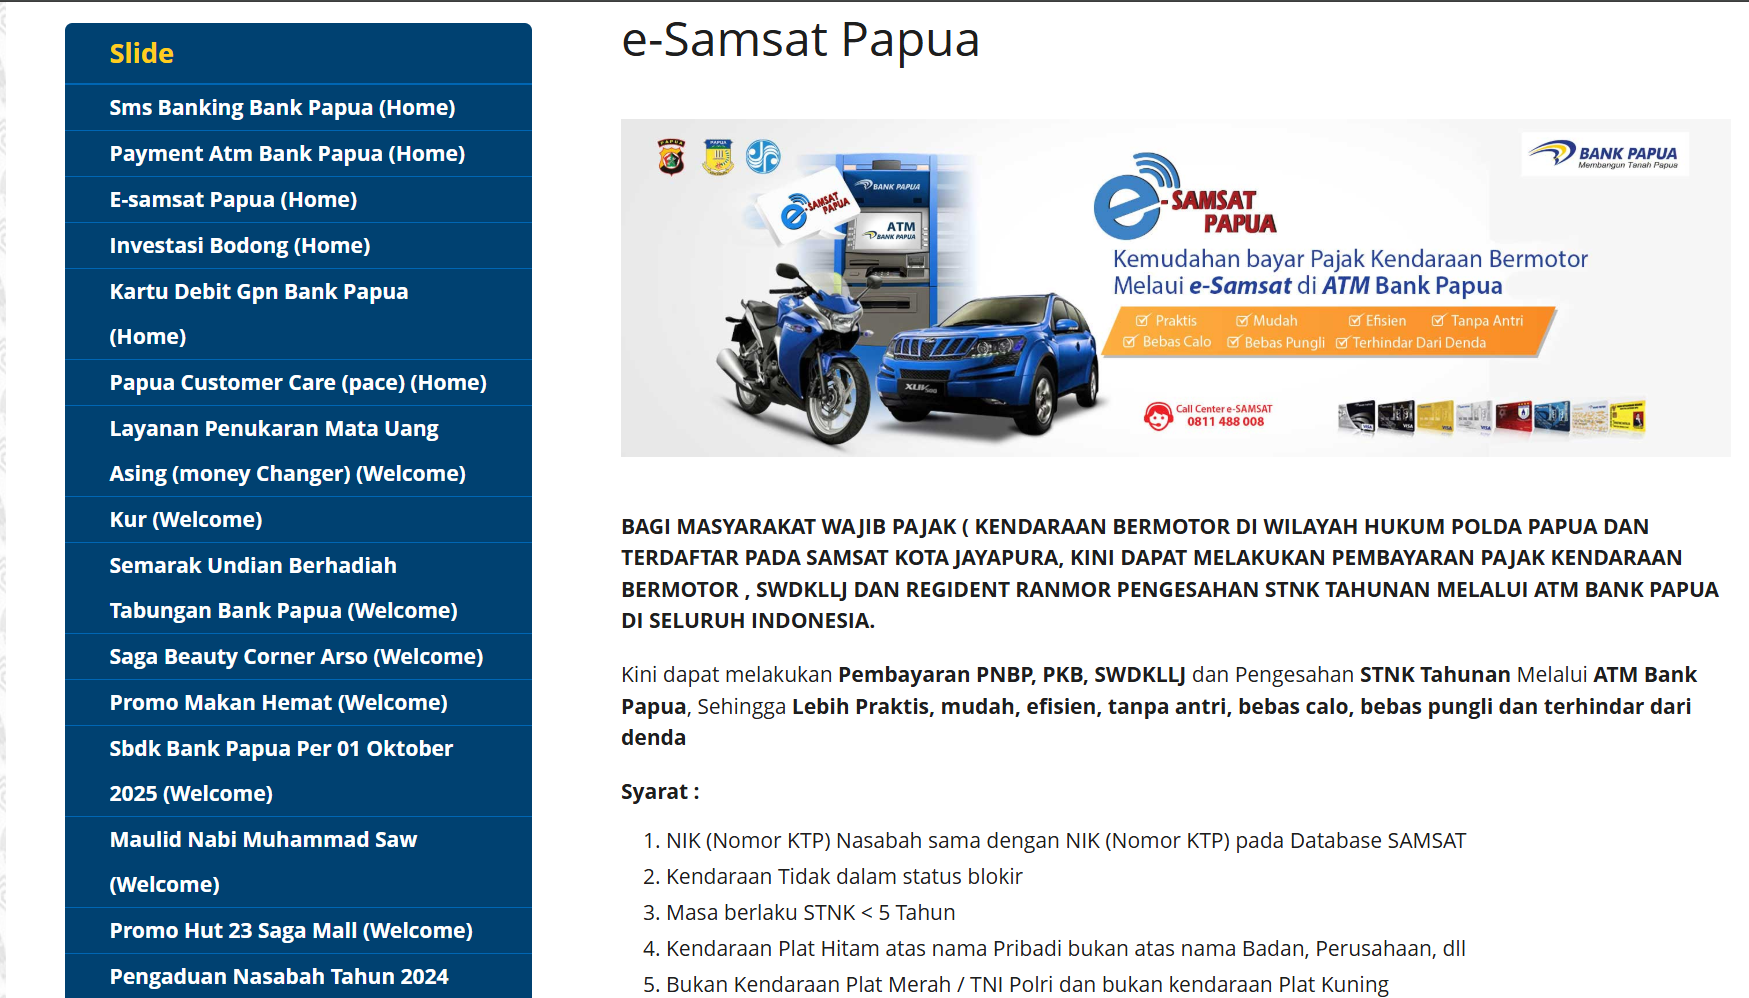 Slide
Sms Banking Bank Papua (Home)
Payment Atm Bank Papua (Home)
E-samsat Papua (Home)
Investasi Bodong (Home)
Kartu Debit Gpn Bank Papua
(Home)
Papua Customer Care (pace) (Home)
Layanan Penukaran Mata Uang
Asing (money Changer) (Welcome)
Kur (Welcome)
Semarak Undian Berhadiah
Tabungan Bank Papua (Welcome)
Saga Beauty Corner Arso (Welcome)
Promo Makan Hemat (Welcome)
Sbdk Bank Papua Per 01 Oktober
2025 (Welcome)
Maulid Nabi Muhammad Saw
(Welcome)
Promo Hut 23 Saga Mall (Welcome)
Pengaduan Nasabah Tahun 2024
e-Samsat Papua
PAPUA
PAPUA
BANK PAPUA
e-SAMSAT
PAPUA
ATM
BANK PAPUA
XUV500
BANK PAPUA
Membangun Tanah Papua
e-SAMSAT
PAPUA
Kemudahan bayar Pajak Kendaraan Bermotor
Melaui e-Samsat di ATM Bank Papua
Praktis Mudah Efisien Tanpa Antri
Bebas Calo Bebas Pungli Terhindar Dari Denda
Call Center e-SAMSAT
0811 488 008
VISA VISA VISA VISA
BAGI MASYARAKAT WAJIB PAJAK ( KENDARAAN BERMOTOR DI WILAYAH HUKUM POLDA PAPUA DAN
TERDAFTAR PADA SAMSAT KOTA JAYAPURA, KINI DAPAT MELAKUKAN PEMBAYARAN PAJAK KENDARAAN
BERMOTOR , SWDKLLJ DAN REGIDENT RANMOR PENGESAHAN STNK TAHUNAN MELALUI ATM BANK PAPUA
DI SELURUH INDONESIA.
Kini dapat melakukan Pembayaran PNBP, PKB, SWDKLLJ dan Pengesahan STNK Tahunan Melalui ATM Bank
Papua, Sehingga Lebih Praktis, mudah, efisien, tanpa antri, bebas calo, bebas pungli dan terhindar dari
denda
Syarat :
1. NIK (Nomor KTP) Nasabah sama dengan NIK (Nomor KTP) pada Database SAMSAT
2. Kendaraan Tidak dalam status blokir
3. Masa berlaku STNK < 5 Tahun
4. Kendaraan Plat Hitam atas nama Pribadi bukan atas nama Badan, Perusahaan, dll
5. Bukan Kendaraan Plat Merah / TNI Polri dan bukan kendaraan Plat Kuning